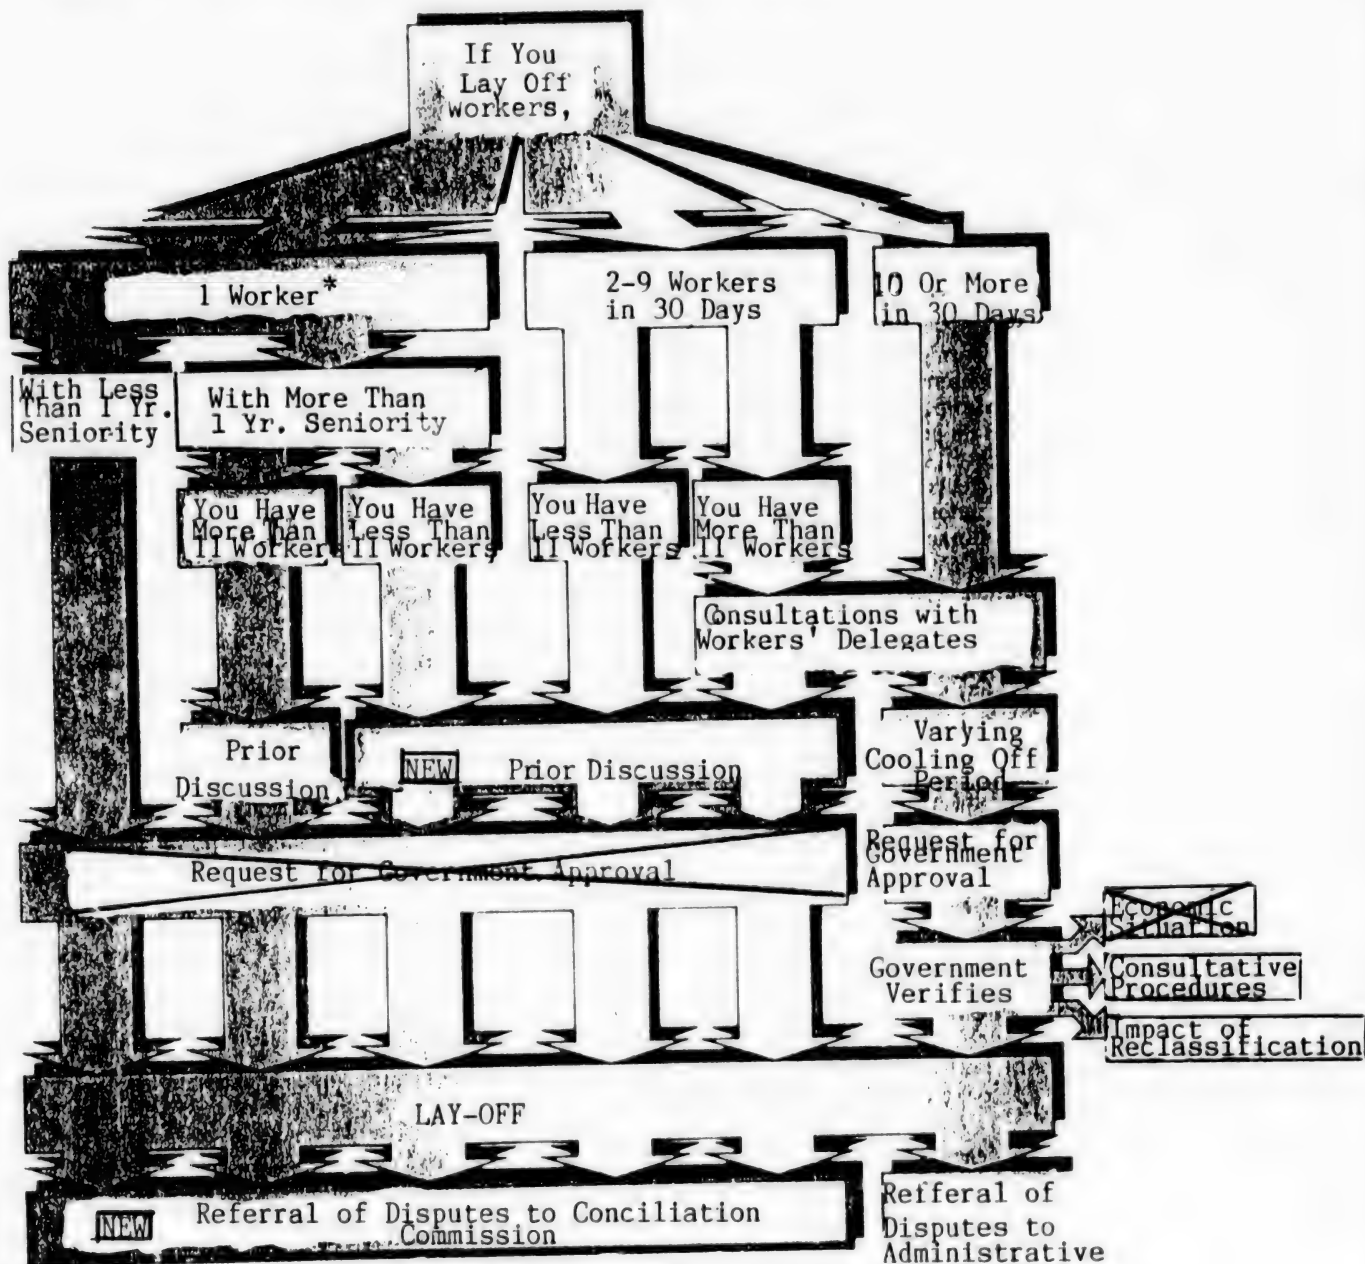 If You
Lay Off
workers,
1 Worker*
2-9 Workers
in 30 Days
10 Or More
in 30 Days
With Less
Than 1 Yr.
Seniority
With More Than
1 Yr. Seniority
You Have
More Than
11 Workers
You Have
Less Than
11 Workers
You Have
Less Than
11 Workers
You Have
More Than
11 Workers
Consultations with
Workers' Delegates
Prior
Discussion
NEW Prior Discussion
Varying
Cooling Off
Period
Request for Government Approval
Request for
Government
Approval
Economic
Situation
Government
Verifies
Consultative
Procedures
Impact of
Reclassification
LAY-OFF
NEW Referral of Disputes to Conciliation
Commission
Refferal of
Disputes to
Administrative